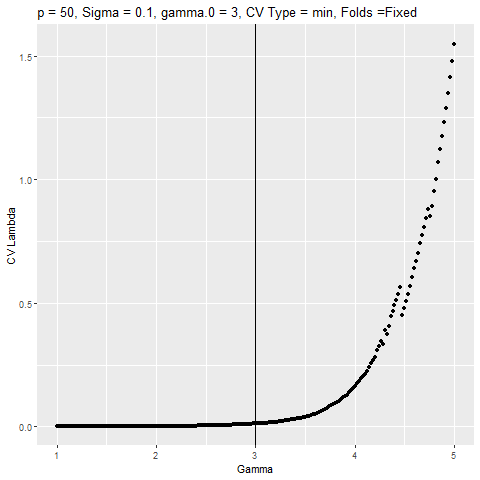 p = 50, Sigma = 0.1, gamma.0 = 3, CV Type = min, Folds =Fixed
CV Lambda
1.5
1.0
0.5
0.0
1 2 3 4 5
Gamma